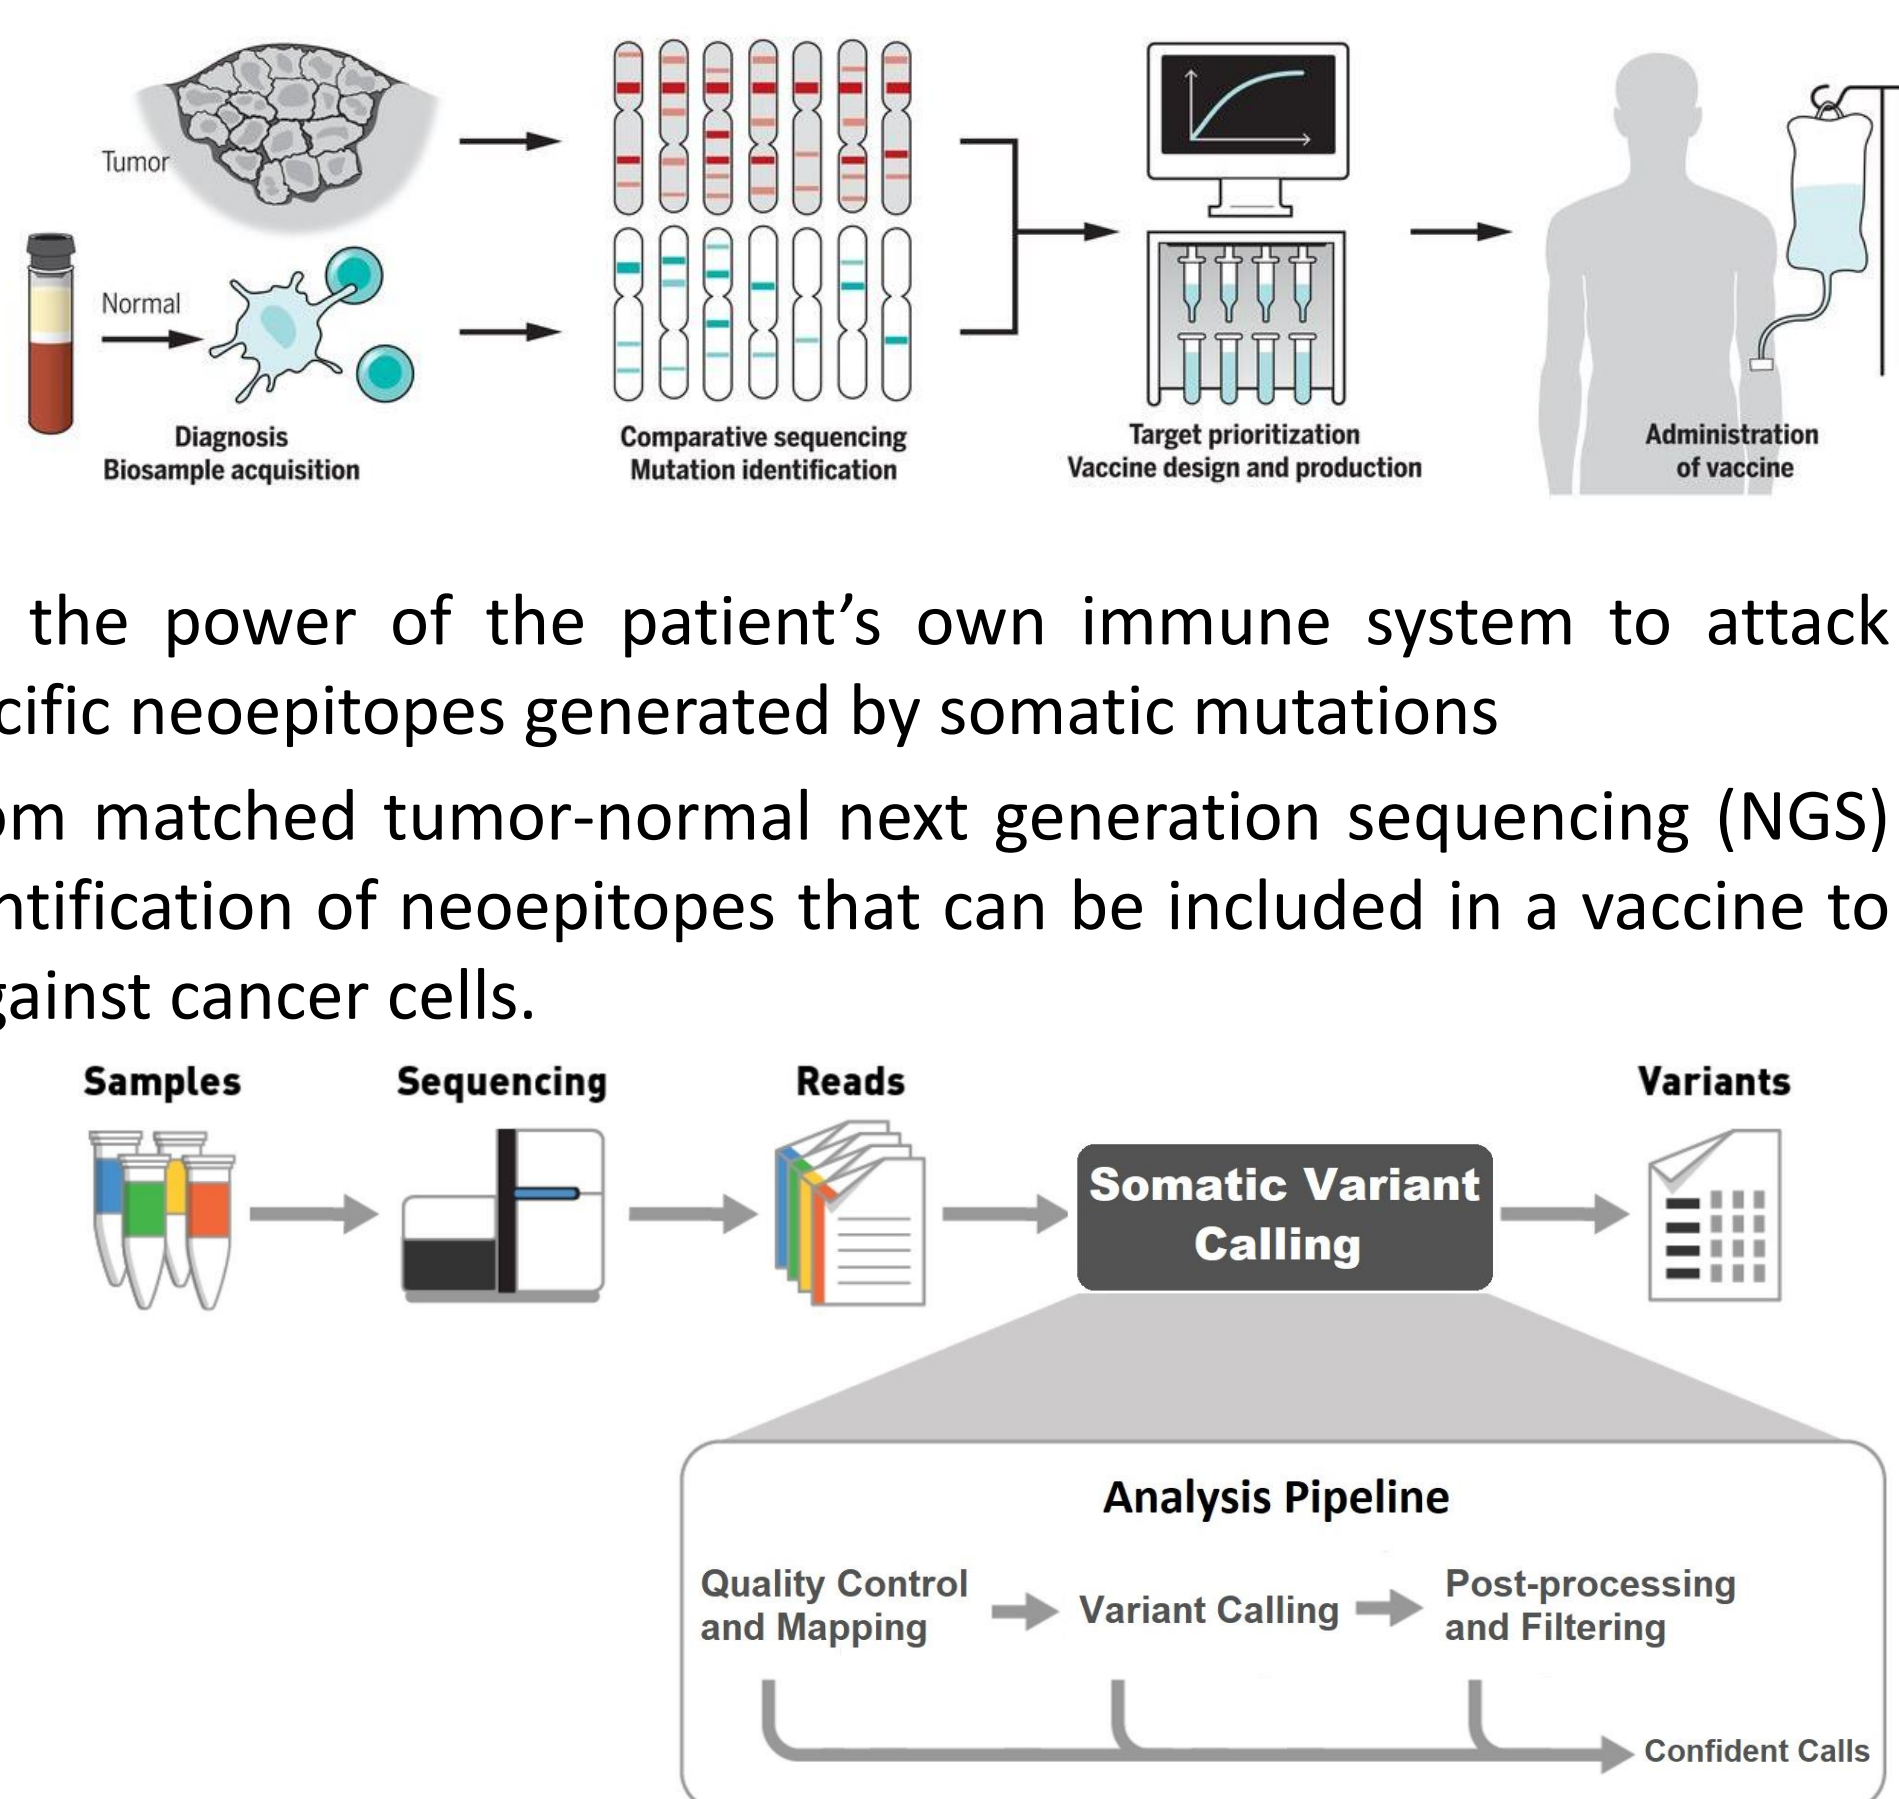 Tumor
Normal
Diagnosis
Biosample acquisition
Comparative sequencing
Mutation identification
Target prioritization
Vaccine design and production
Administration
of vaccine
the power of the patient’s own immune system to attack
cific neoepitopes generated by somatic mutations
om matched tumor-normal next generation sequencing (NGS)
ntification of neoepitopes that can be included in a vaccine to
gainst cancer cells.
Samples Sequencing Reads Variants
Somatic Variant
Calling
Analysis Pipeline
Quality Control
and Mapping
Variant Calling
Post-processing
and Filtering
Confident Calls